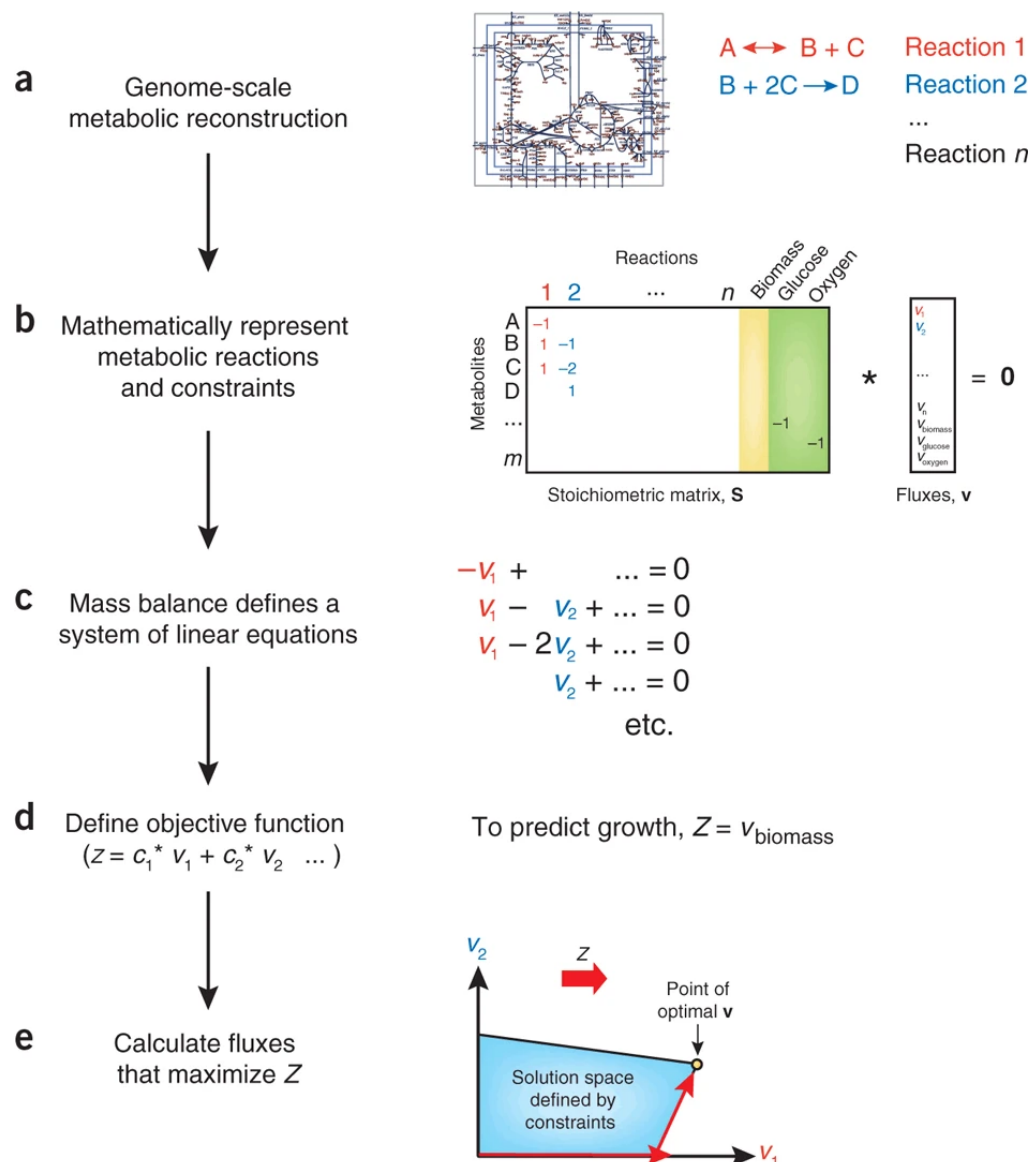 a
Genome-scale
metabolic reconstruction
A ↔ B + C Reaction 1
B + 2C → D Reaction 2
...
Reaction n
b
Mathematically represent
metabolic reactions
and constraints
Reactions
1 2 ... n Biomass Glucose Oxygen
Metabolites
A −1
B 1 −1
C 1 −2
D 1
... −1
−1
m
v₁
v₂
...
vₙ
v_biomass
v_glucose
v_oxygen
* = 0
Stoichiometric matrix, S
Fluxes, v
c
Mass balance defines a
system of linear equations
−v₁ + ... = 0
v₁ − v₂ + ... = 0
v₁ − 2v₂ + ... = 0
v₂ + ... = 0
etc.
d
Define objective function
(z = c₁* v₁ + c₂* v₂ ... )
To predict growth, Z = v_biomass
e
Calculate fluxes
that maximize Z
v₂
Z
Point of
optimal v
Solution space
defined by
constraints
v₁